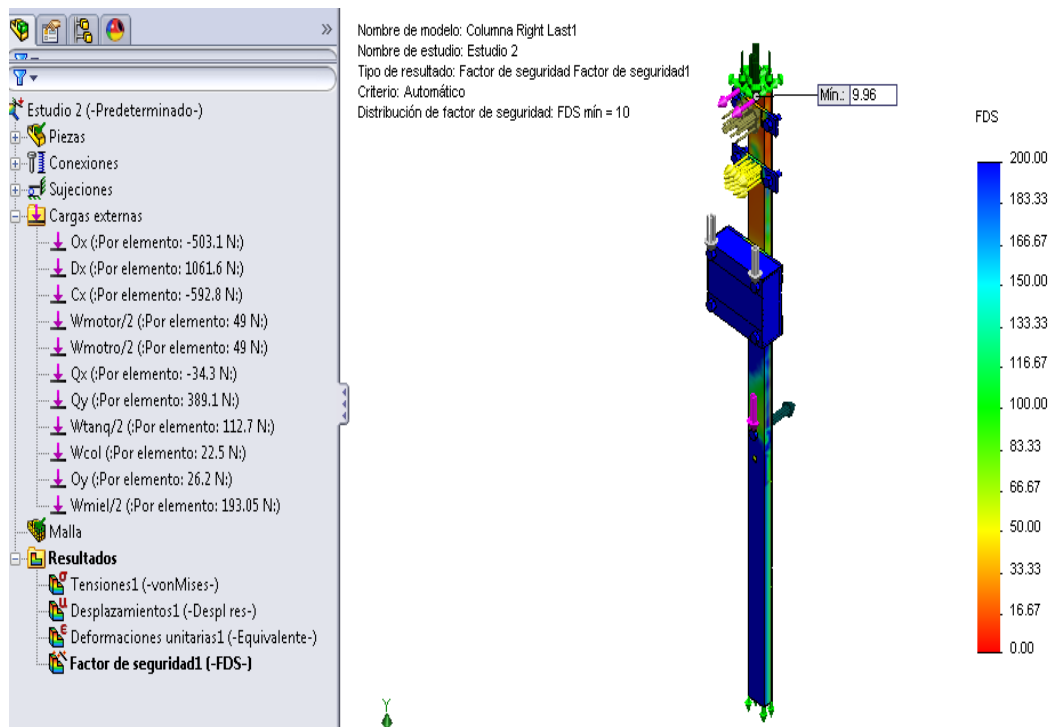 »
Estudio 2 (-Predeterminado-)
Piezas
Conexiones
Sujeciones
Cargas externas
Ox (:Por elemento: -503.1 N:)
Dx (:Por elemento: 1061.6 N:)
Cx (:Por elemento: -592.8 N:)
Wmotor/2 (:Por elemento: 49 N:)
Wmotro/2 (:Por elemento: 49 N:)
Qx (:Por elemento: -34.3 N:)
Qy (:Por elemento: 389.1 N:)
Wtanq/2 (:Por elemento: 112.7 N:)
Wcol (:Por elemento: 22.5 N:)
Oy (:Por elemento: 26.2 N:)
Wmiel/2 (:Por elemento: 193.05 N:)
Malla
Resultados
Tensiones1 (-vonMises-)
Desplazamientos1 (-Despl res-)
Deformaciones unitarias1 (-Equivalente-)
Factor de seguridad1 (-FDS-)
Nombre de modelo: Columna Right Last1
Nombre de estudio: Estudio 2
Tipo de resultado: Factor de seguridad Factor de seguridad1
Criterio: Automático
Distribución de factor de seguridad: FDS mín = 10
Mín.: 9.96
FDS
200.00
183.33
166.67
150.00
133.33
116.67
100.00
83.33
66.67
50.00
33.33
16.67
0.00
Y